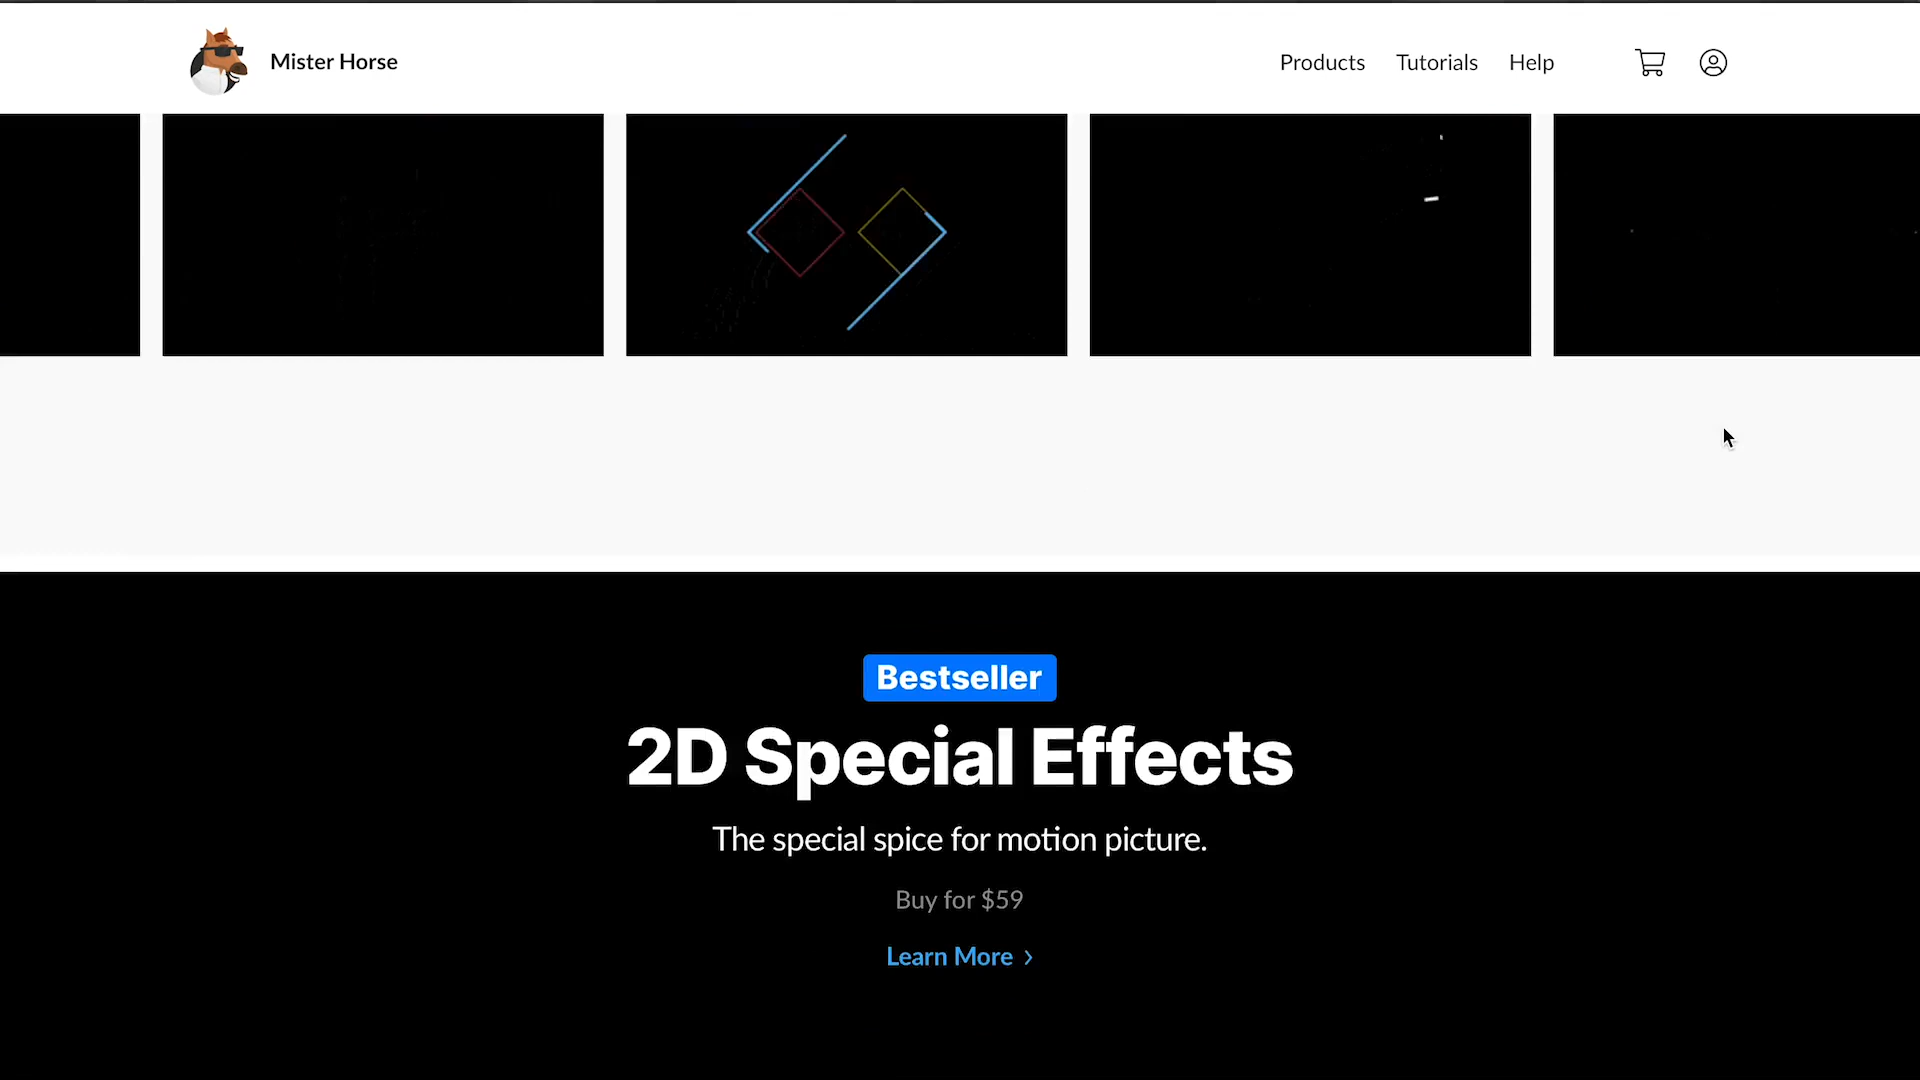 Mister Horse
Products Tutorials Help
Bestseller
2D Special Effects
The special spice for motion picture.
Buy for $59
Learn More ›